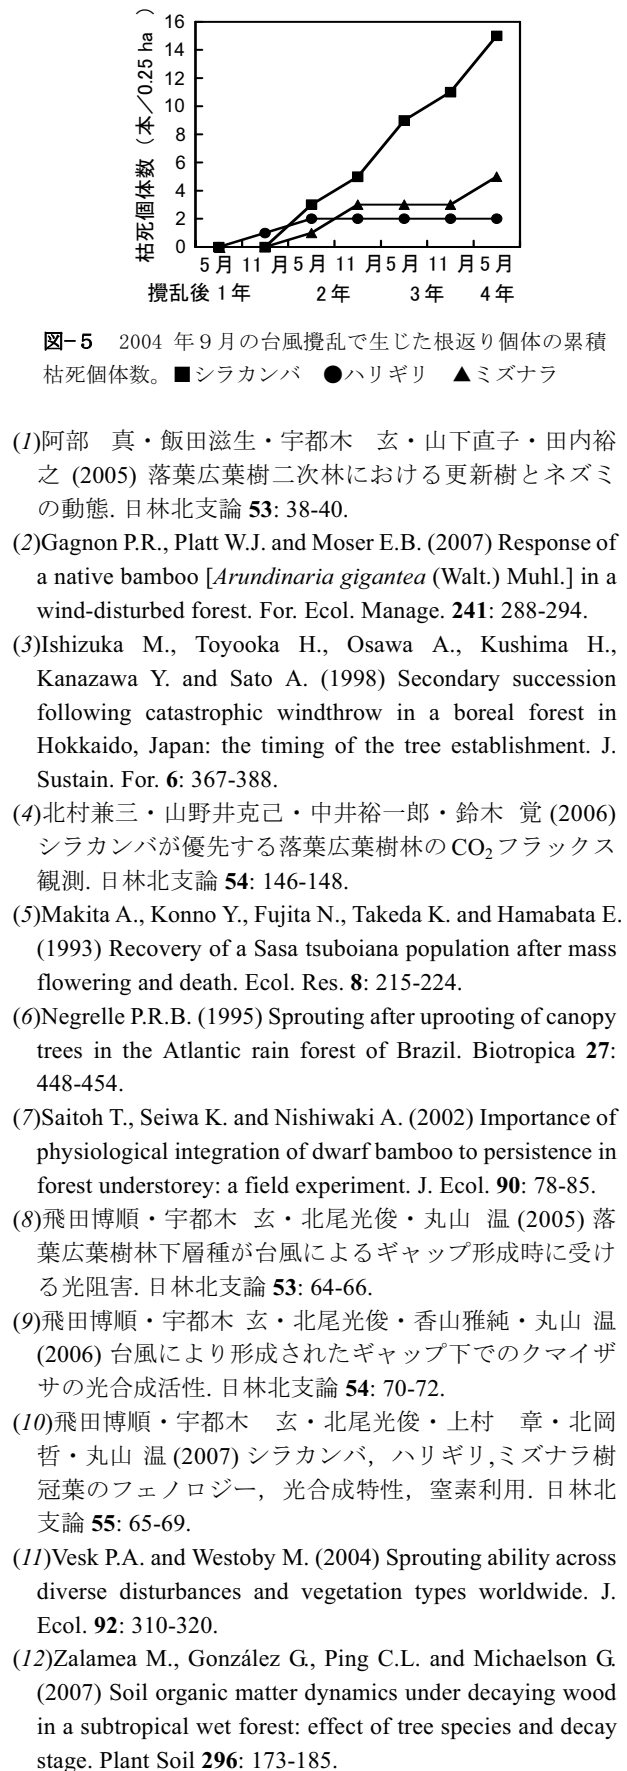 枯死個体数（本／0.25 ha ）
16
14
12
10
8
6
4
2
0
5月 11 月5月 11 月5月 11 月5月
攪乱後 1年 2年 3年 4年
図-5 2004 年９月の台風攪乱で生じた根返り個体の累積
枯死個体数。■シラカンバ ●ハリギリ ▲ミズナラ
(1)阿部 真・飯田滋生・宇都木 玄・山下直子・田内裕
之 (2005) 落葉広葉樹二次林における更新樹とネズミ
の動態. 日林北支論 53: 38-40.
(2)Gagnon P.R., Platt W.J. and Moser E.B. (2007) Response of
a native bamboo [Arundinaria gigantea (Walt.) Muhl.] in a
wind-disturbed forest. For. Ecol. Manage. 241: 288-294.
(3)Ishizuka M., Toyooka H., Osawa A., Kushima H.,
Kanazawa Y. and Sato A. (1998) Secondary succession
following catastrophic windthrow in a boreal forest in
Hokkaido, Japan: the timing of the tree establishment. J.
Sustain. For. 6: 367-388.
(4)北村兼三・山野井克己・中井裕一郎・鈴木 覚 (2006)
シラカンバが優先する落葉広葉樹林の CO₂フラックス
観測. 日林北支論 54: 146-148.
(5)Makita A., Konno Y., Fujita N., Takeda K. and Hamabata E.
(1993) Recovery of a Sasa tsuboiana population after mass
flowering and death. Ecol. Res. 8: 215-224.
(6)Negrelle P.R.B. (1995) Sprouting after uprooting of canopy
trees in the Atlantic rain forest of Brazil. Biotropica 27:
448-454.
(7)Saitoh T., Seiwa K. and Nishiwaki A. (2002) Importance of
physiological integration of dwarf bamboo to persistence in
forest understorey: a field experiment. J. Ecol. 90: 78-85.
(8)飛田博順・宇都木 玄・北尾光俊・丸山 温 (2005) 落
葉広葉樹林下層種が台風によるギャップ形成時に受け
る光阻害. 日林北支論 53: 64-66.
(9)飛田博順・宇都木 玄・北尾光俊・香山雅純・丸山 温
(2006) 台風により形成されたギャップ下でのクマイザ
サの光合成活性. 日林北支論 54: 70-72.
(10)飛田博順・宇都木 玄・北尾光俊・上村 章・北岡
哲・丸山 温 (2007) シラカンバ，ハリギリ,ミズナラ樹
冠葉のフェノロジー，光合成特性，窒素利用. 日林北
支論 55: 65-69.
(11)Vesk P.A. and Westoby M. (2004) Sprouting ability across
diverse disturbances and vegetation types worldwide. J.
Ecol. 92: 310-320.
(12)Zalamea M., González G., Ping C.L. and Michaelson G.
(2007) Soil organic matter dynamics under decaying wood
in a subtropical wet forest: effect of tree species and decay
stage. Plant Soil 296: 173-185.